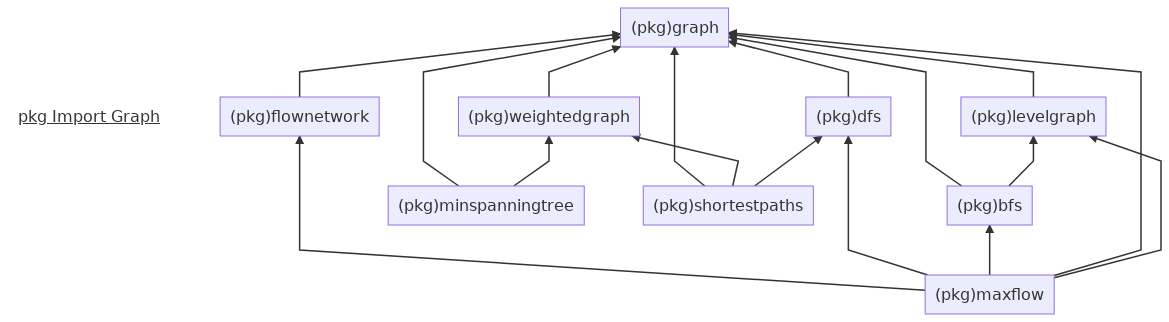 (pkg)graph
pkg Import Graph
(pkg)flownetwork
(pkg)weightedgraph
(pkg)dfs
(pkg)levelgraph
(pkg)minspanningtree
(pkg)shortestpaths
(pkg)bfs
(pkg)maxflow